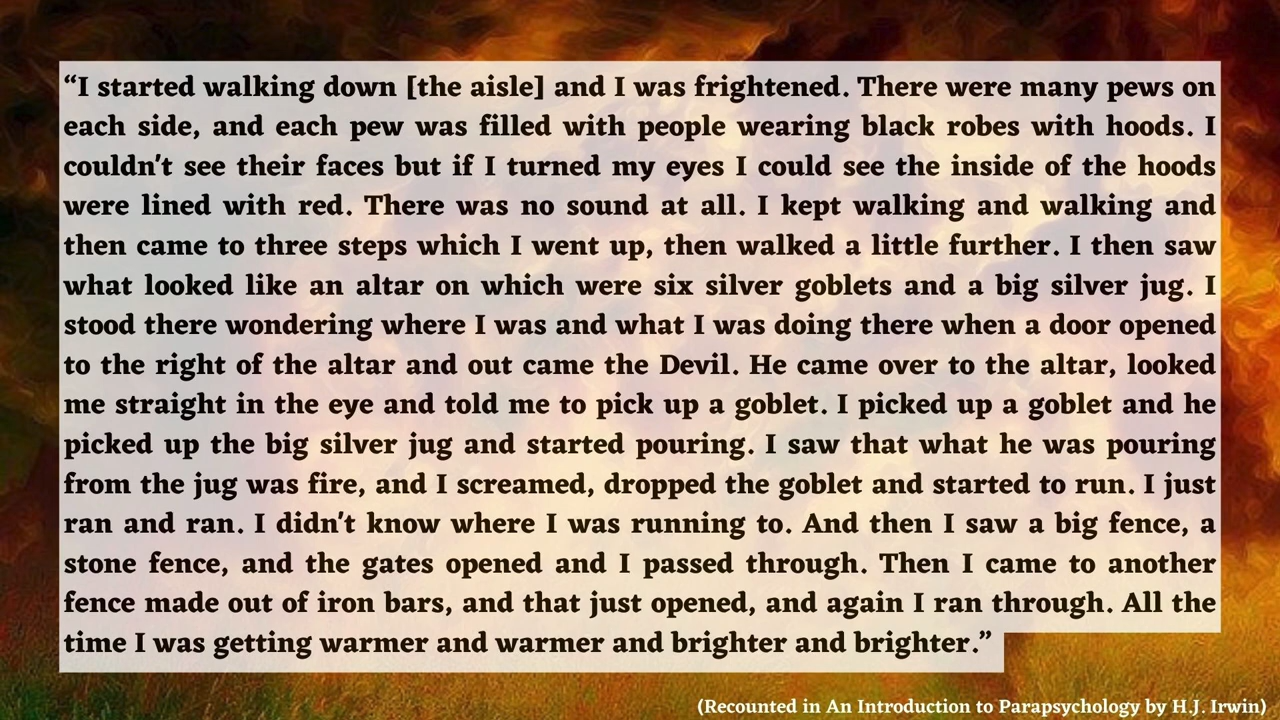 “I started walking down [the aisle] and I was frightened. There were many pews on
each side, and each pew was filled with people wearing black robes with hoods. I
couldn't see their faces but if I turned my eyes I could see the inside of the hoods
were lined with red. There was no sound at all. I kept walking and walking and
then came to three steps which I went up, then walked a little further. I then saw
what looked like an altar on which were six silver goblets and a big silver jug. I
stood there wondering where I was and what I was doing there when a door opened
to the right of the altar and out came the Devil. He came over to the altar, looked
me straight in the eye and told me to pick up a goblet. I picked up a goblet and he
picked up the big silver jug and started pouring. I saw that what he was pouring
from the jug was fire, and I screamed, dropped the goblet and started to run. I just
ran and ran. I didn't know where I was running to. And then I saw a big fence, a
stone fence, and the gates opened and I passed through. Then I came to another
fence made out of iron bars, and that just opened, and again I ran through. All the
time I was getting warmer and warmer and brighter and brighter.”
(Recounted in An Introduction to Parapsychology by H.J. Irwin)